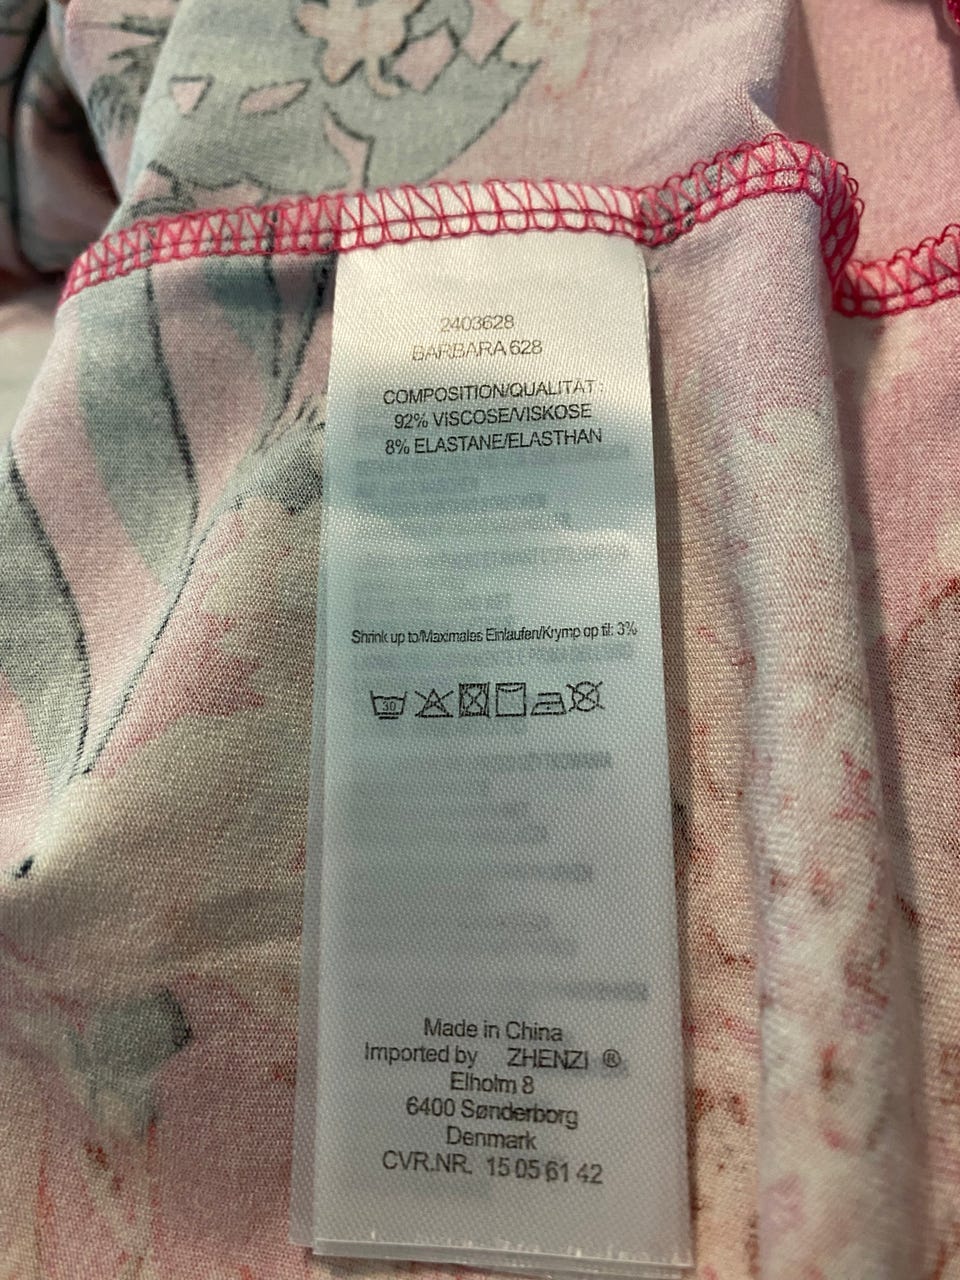 2403628
BARBARA 628
COMPOSITION/QUALITAT :
92% VISCOSE/VISKOSE
8% ELASTANE/ELASTHAN
Shrink up to/Maximales Einlaufen/Krymp op til: 3%
30
Made in China
Imported by ZHENZI ®
Elholm 8
6400 Sønderborg
Denmark
CVR.NR. 15 05 61 42